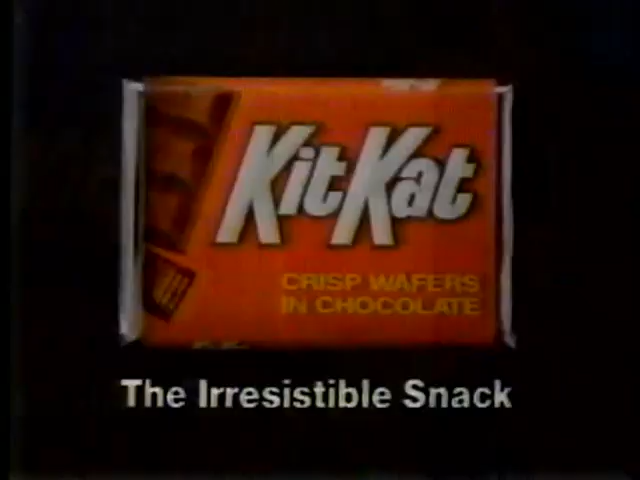 KitKat
CRISP WAFERS
IN CHOCOLATE
The Irresistible Snack